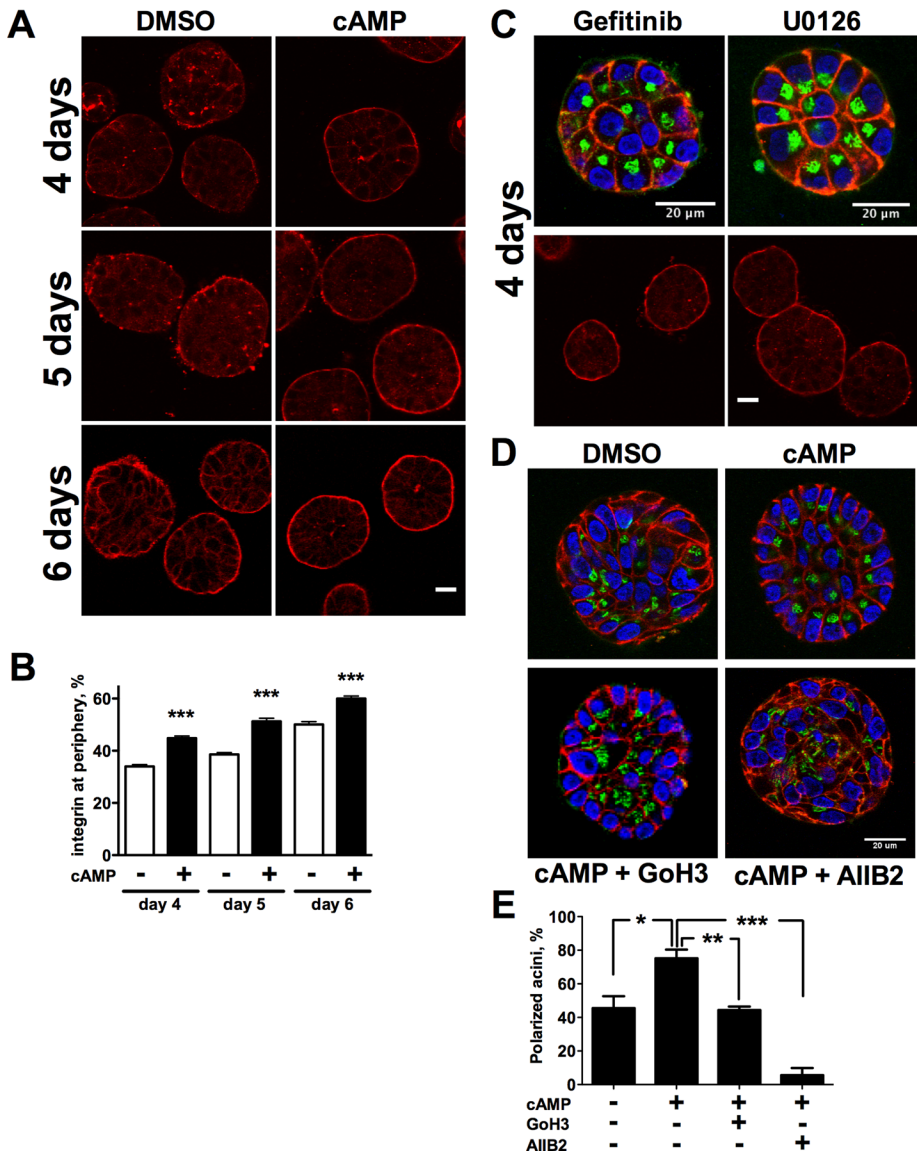 A
DMSO
cAMP
4 days
5 days
6 days
B
integrin at periphery, %
60
40
20
0
***
***
***
cAMP - + - + - +
day 4
day 5
day 6
C
Gefitinib
U0126
4 days
20 µm
20 µm
D
DMSO
cAMP
20 um
cAMP + GoH3
cAMP + AIIB2
E
Polarized acini, %
100
80
60
40
20
0
*
***
**
cAMP - + + +
GoH3 - - + -
AIIB2 - - - +